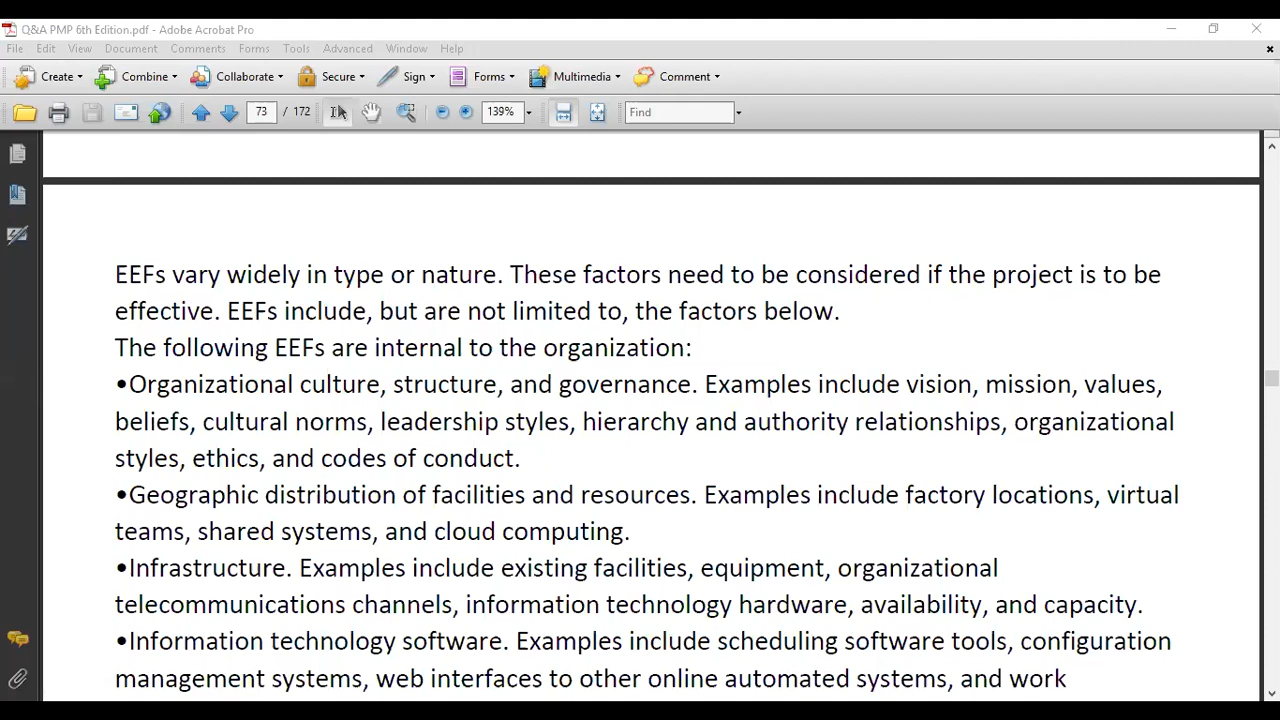 Q&A PMP 6th Edition.pdf - Adobe Acrobat Pro
File Edit View Document Comments Forms Tools Advanced Window Help
Create Combine Collaborate Secure Sign Forms Multimedia Comment
73 / 172 139% Find
EEFs vary widely in type or nature. These factors need to be considered if the project is to be
effective. EEFs include, but are not limited to, the factors below.
The following EEFs are internal to the organization:
•Organizational culture, structure, and governance. Examples include vision, mission, values,
beliefs, cultural norms, leadership styles, hierarchy and authority relationships, organizational
styles, ethics, and codes of conduct.
•Geographic distribution of facilities and resources. Examples include factory locations, virtual
teams, shared systems, and cloud computing.
•Infrastructure. Examples include existing facilities, equipment, organizational
telecommunications channels, information technology hardware, availability, and capacity.
•Information technology software. Examples include scheduling software tools, configuration
management systems, web interfaces to other online automated systems, and work